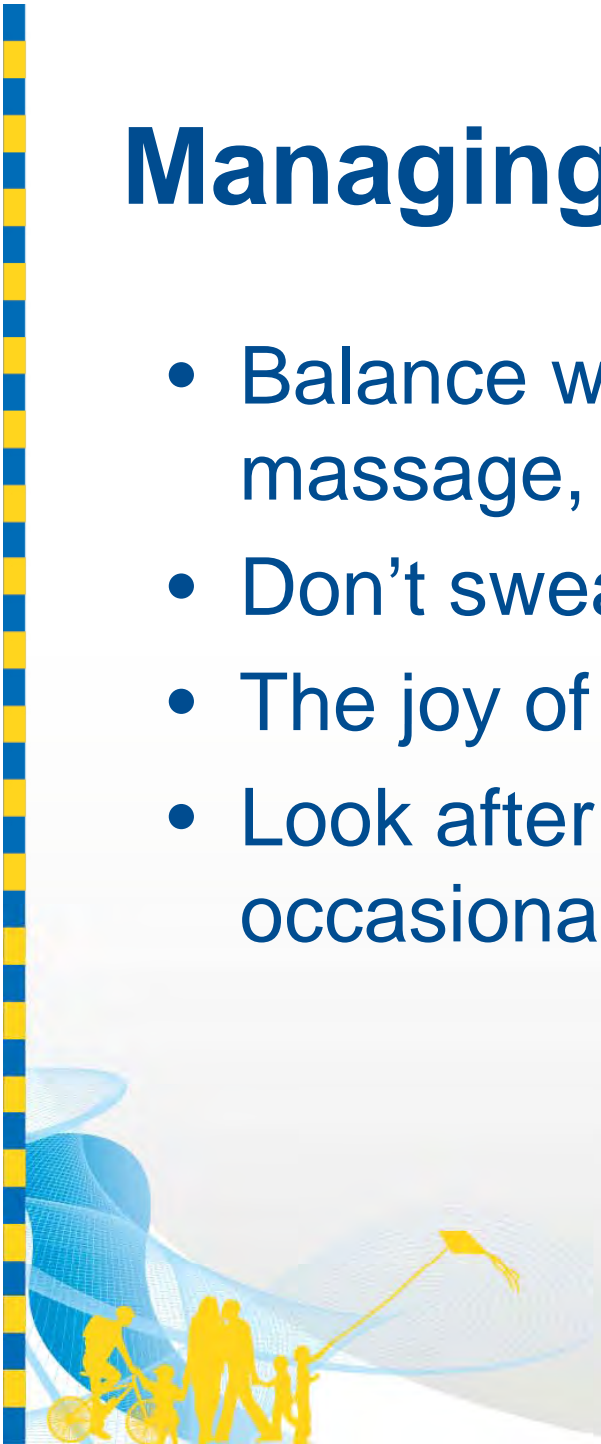 Managing
• Balance w
massage,
• Don’t swea
• The joy of
• Look after
occasiona